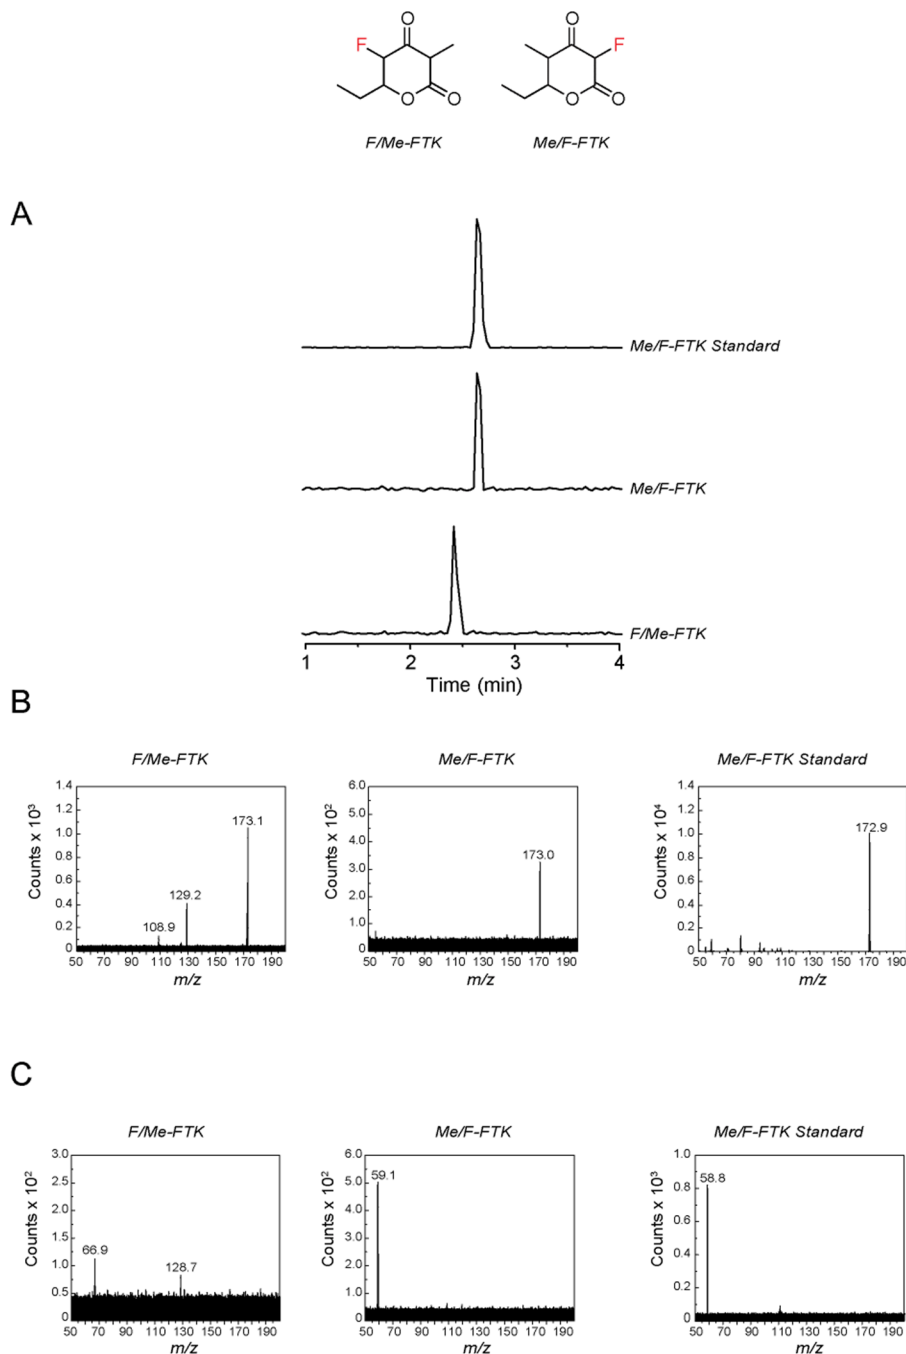 F O
O O
F/Me-FTK
O F
O O
Me/F-FTK
A
Me/F-FTK Standard
Me/F-FTK
F/Me-FTK
1 2 3 4
Time (min)
B
F/Me-FTK
Counts x 10³
1.4
1.2
1.0
0.8
0.6
0.4
0.2
0
173.1
129.2
108.9
50 70 90 110 130 150 170 190
m/z
Me/F-FTK
Counts x 10²
6.0
5.0
4.0
3.0
2.0
1.0
0
173.0
50 70 90 110 130 150 170 190
m/z
Me/F-FTK Standard
Counts x 10⁴
1.4
1.2
1.0
0.8
0.6
0.4
0.2
0
172.9
50 70 90 110 130 150 170 190
m/z
C
F/Me-FTK
Counts x 10²
3.0
2.5
2.0
1.5
1.0
0.5
0
66.9
128.7
50 70 90 110 130 150 170 190
m/z
Me/F-FTK
Counts x 10²
6.0
5.0
4.0
3.0
2.0
1.0
0
59.1
50 70 90 110 130 150 170 190
m/z
Me/F-FTK Standard
Counts x 10³
1.0
0.8
0.6
0.4
0.2
0
58.8
50 70 90 110 130 150 170 190
m/z